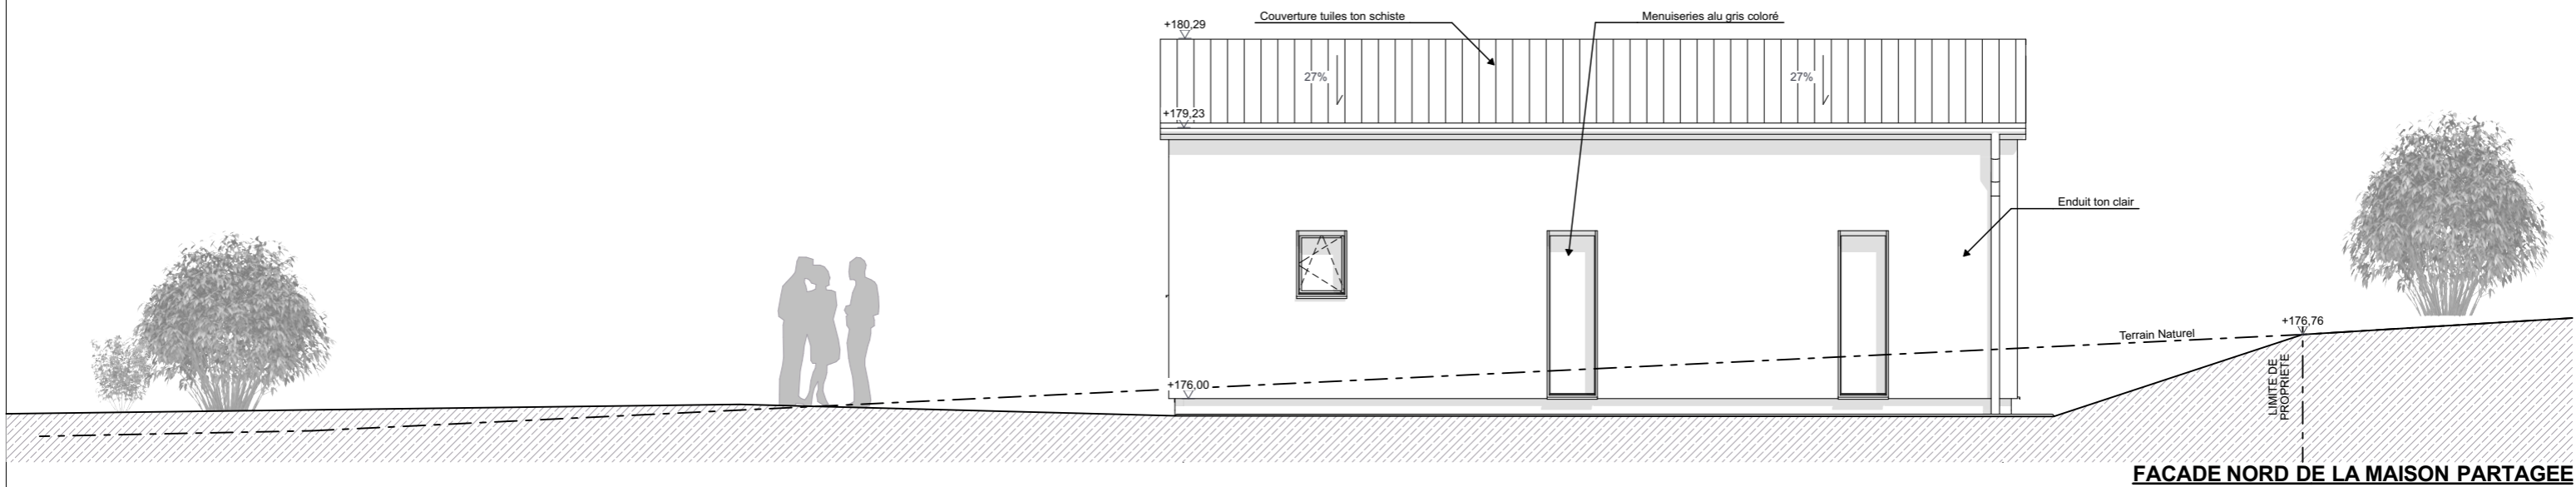 Couverture tuiles ton schiste
Menuiseries alu gris coloré
+180,29
27%
27%
+179,23
Enduit ton clair
+176,76
Terrain Naturel
+176,00
LIMITE DE
PROPRIETE
FACADE NORD DE LA MAISON PARTAGEE